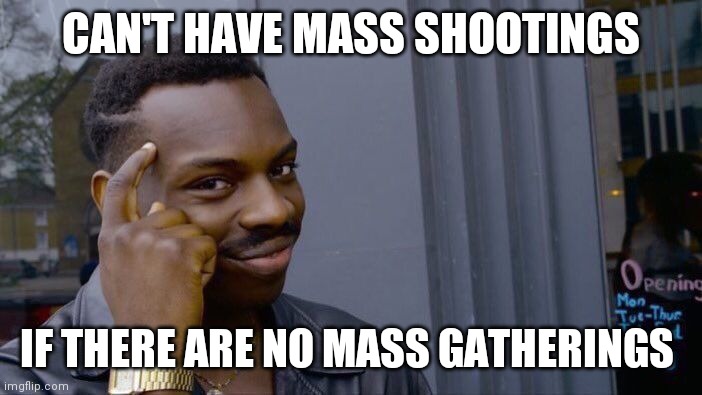 CAN'T HAVE MASS SHOOTINGS
Opening
Mon
Tue-Thur
IF THERE ARE NO MASS GATHERINGS
imgflip.com